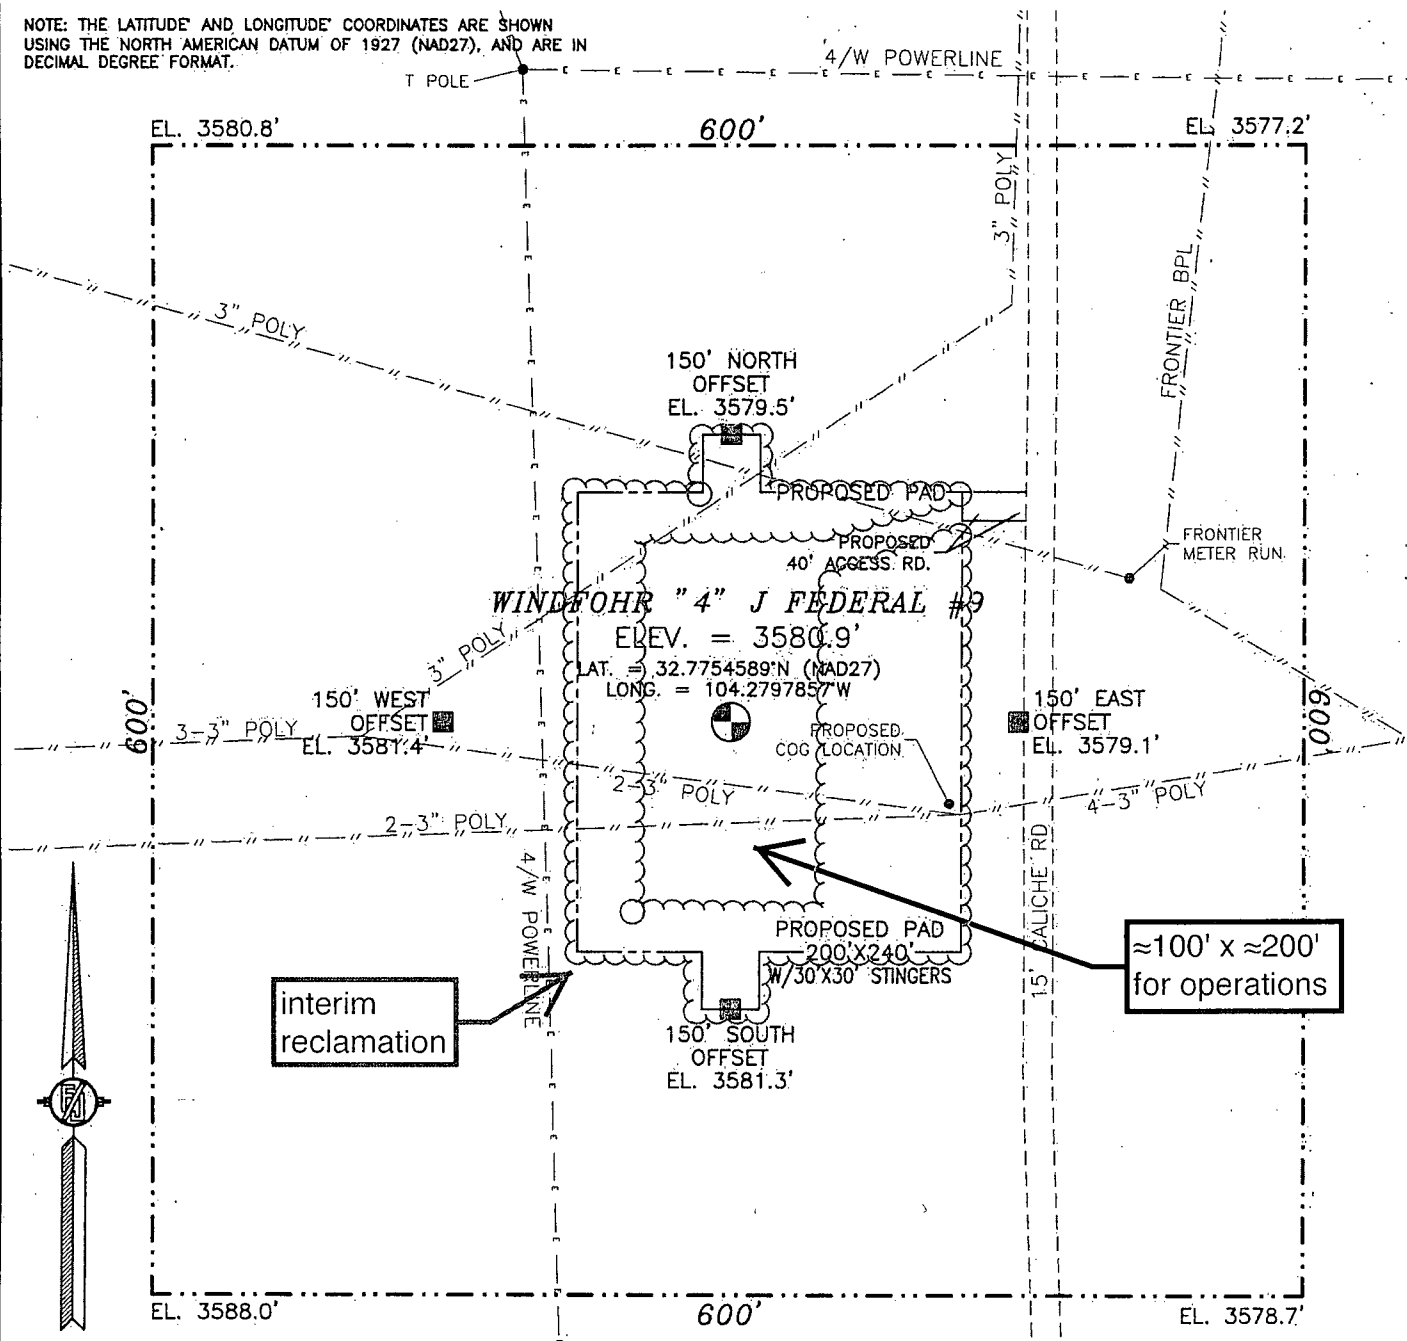 NOTE: THE LATITUDE AND LONGITUDE COORDINATES ARE SHOWN
USING THE NORTH AMERICAN DATUM OF 1927 (NAD27), AND ARE IN
DECIMAL DEGREE FORMAT.
T POLE
4/W POWERLINE
EL. 3580.8'
600'
EL. 3577.2'
3" POLY
FRONTIER BPL
3" POLY
150' NORTH
OFFSET
EL. 3579.5'
PROPOSED PAD
PROPOSED
40' ACCESS RD.
FRONTIER
METER RUN
WINDFOHR "4" J FEDERAL #9
ELEV. = 3580.9'
LAT. = 32.7754589°N (NAD27)
LONG. = 104.2797857°W
3" POLY
150' WEST
OFFSET
EL. 3581.4'
600'
3-3" POLY
150' EAST
OFFSET
EL. 3579.1'
600'
PROPOSED
COG LOCATION
2-3" POLY
4-3" POLY
2-3" POLY
4/W POWERLINE
15' CALICHE RD
PROPOSED PAD
200'X240'
W/30'X30' STINGERS
≈100' x ≈200'
for operations
interim
reclamation
150' SOUTH
OFFSET
EL. 3581.3'
EL. 3588.0'
600'
EL. 3578.7'